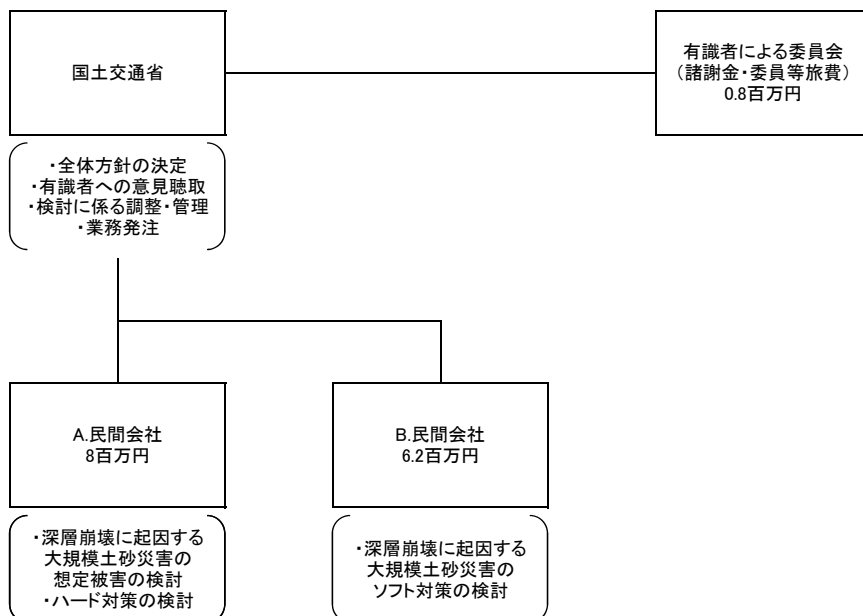 国土交通省
有識者による委員会
（諸謝金・委員等旅費）
0.8百万円
・全体方針の決定
・有識者への意見聴取
・検討に係る調整・管理
・業務発注
A.民間会社
8百万円
B.民間会社
6.2百万円
・深層崩壊に起因する
大規模土砂災害の
想定被害の検討
・ハード対策の検討
・深層崩壊に起因する
大規模土砂災害の
ソフト対策の検討